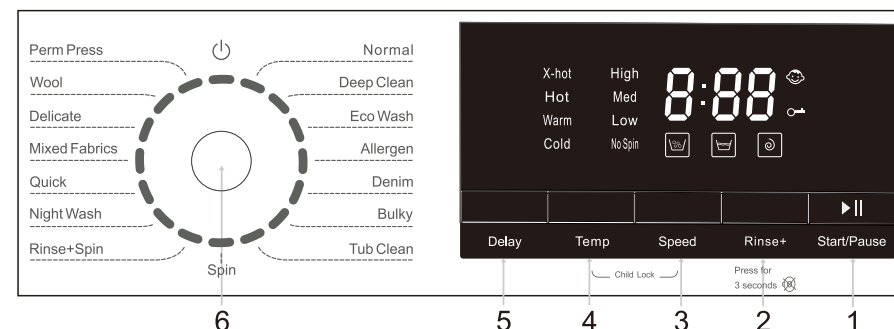 Perm Press
Normal
Wool
Deep Clean
Delicate
Eco Wash
Mixed Fabrics
Allergen
Quick
Denim
Night Wash
Bulky
Rinse+Spin
Tub Clean
Spin
X-hot High
Hot Med
Warm Low
Cold No Spin
8:88
Delay Temp Speed Rinse+ Start/Pause
Child Lock
Press for
3 seconds
6 5 4 3 2 1